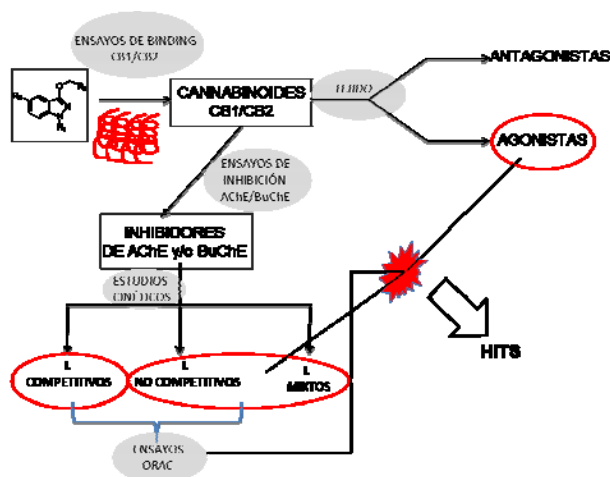 ENSAYOS DE BINDING
CB1/CB2
CANNABINOIDES
CB1/CB2
TEJIDO
ANTAGONISTAS
AGONISTAS
ENSAYOS DE
INHIBICIÓN
AChE/BuChE
INHIBIDORES
DE AChE y/o BuChE
ESTUDIOS
CINÉTICOS
I.
COMPETITIVOS
I.
NO COMPETITIVOS
I.
MIXTOS
ENSAYOS
ORAC
HITS